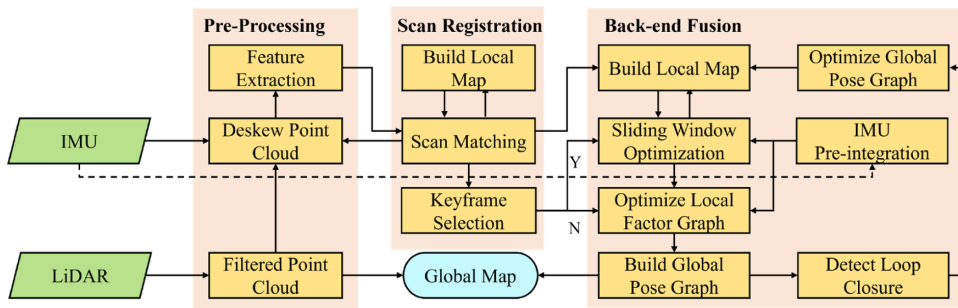 Pre-Processing
Scan Registration
Back-end Fusion
Feature
Extraction
Build Local
Map
Build Local Map
Optimize Global
Pose Graph
IMU
Deskew Point
Cloud
Scan Matching
Sliding Window
Optimization
IMU
Pre-integration
Y
Keyframe
Selection
N
Optimize Local
Factor Graph
LiDAR
Filtered Point
Cloud
Global Map
Build Global
Pose Graph
Detect Loop
Closure